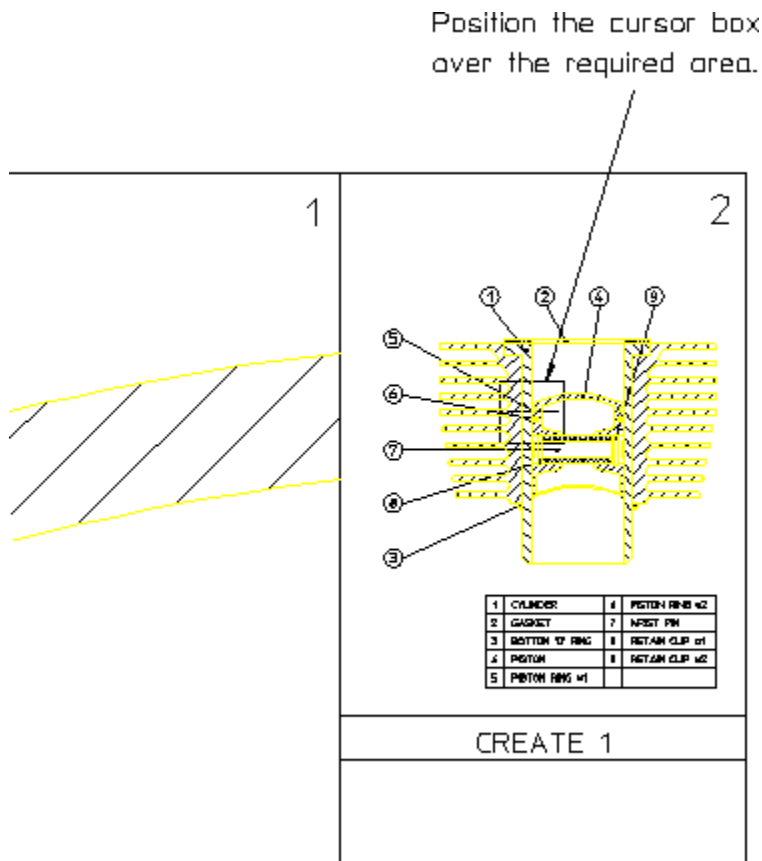 Position the cursor box
over the required area.
1
2
1 2 4 9
5
6
7
8
3
1 CYLINDER 6 PISTON RING #2
2 GASKET 7 WRIST PIN
3 BOTTOM 'O' RING 8 RETAIN CLIP #1
4 PISTON 9 RETAIN CLIP #2
5 PISTON RING #1
CREATE 1